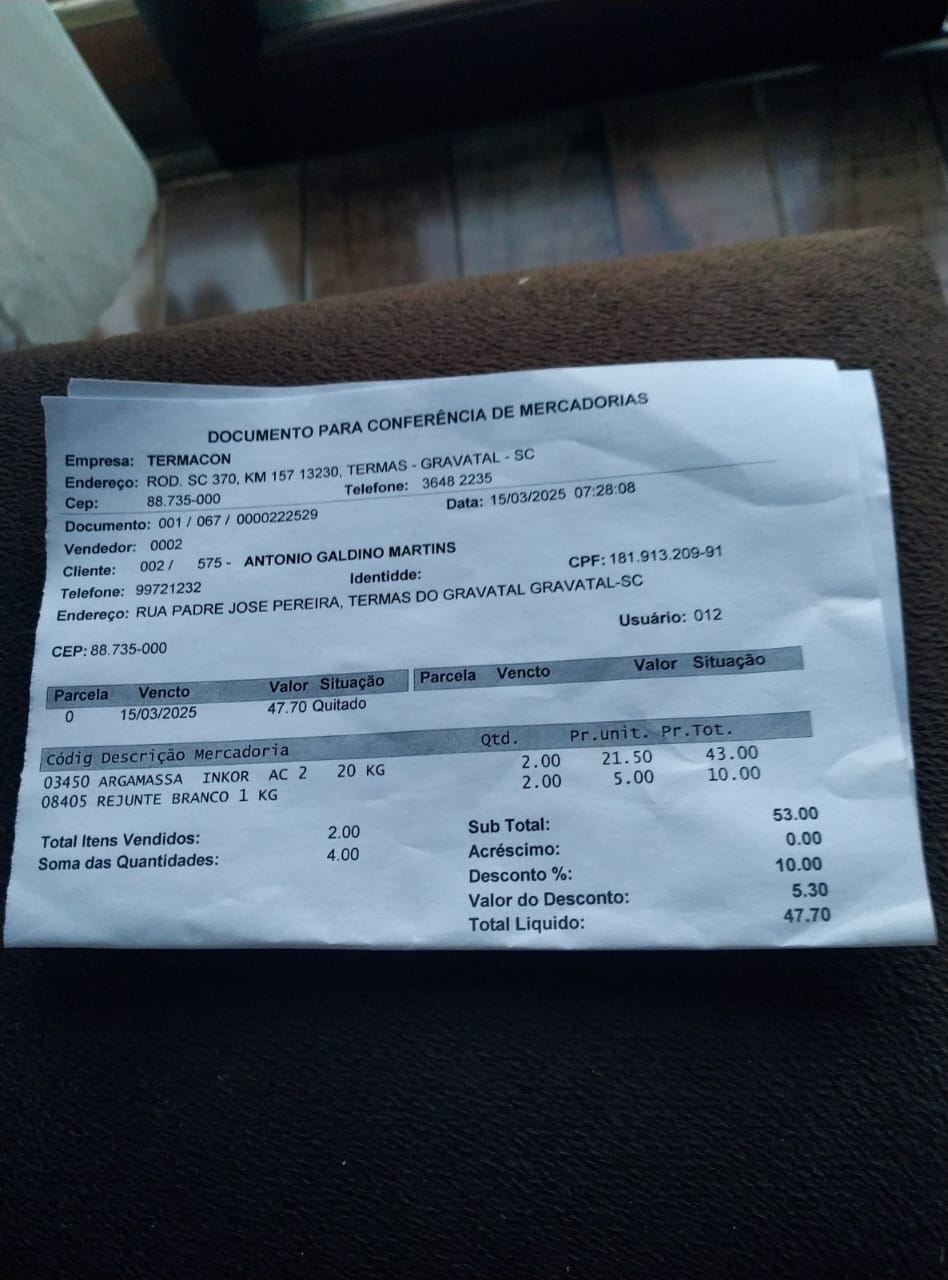 DOCUMENTO PARA CONFERÊNCIA DE MERCADORIAS
Empresa: TERMACON
Endereço: ROD. SC 370, KM 157 13230, TERMAS - GRAVATAL - SC
Cep: 88.735-000 Telefone: 3648 2235
Documento: 001 / 067 / 0000222529 Data: 15/03/2025 07:28:08
Vendedor: 0002
Cliente: 002 / 575 - ANTONIO GALDINO MARTINS
Telefone: 99721232 Identidde: CPF: 181.913.209-91
Endereço: RUA PADRE JOSE PEREIRA, TERMAS DO GRAVATAL GRAVATAL-SC
CEP: 88.735-000 Usuário: 012
Parcela Vencto Valor Situação Parcela Vencto Valor Situação
0 15/03/2025 47.70 Quitado
Códig Descrição Mercadoria Qtd. Pr.unit. Pr.Tot.
03450 ARGAMASSA INKOR AC 2 20 KG 2.00 21.50 43.00
08405 REJUNTE BRANCO 1 KG 2.00 5.00 10.00
Total Itens Vendidos: 2.00 Sub Total: 53.00
Soma das Quantidades: 4.00 Acréscimo: 0.00
Desconto %: 10.00
Valor do Desconto: 5.30
Total Liquido: 47.70